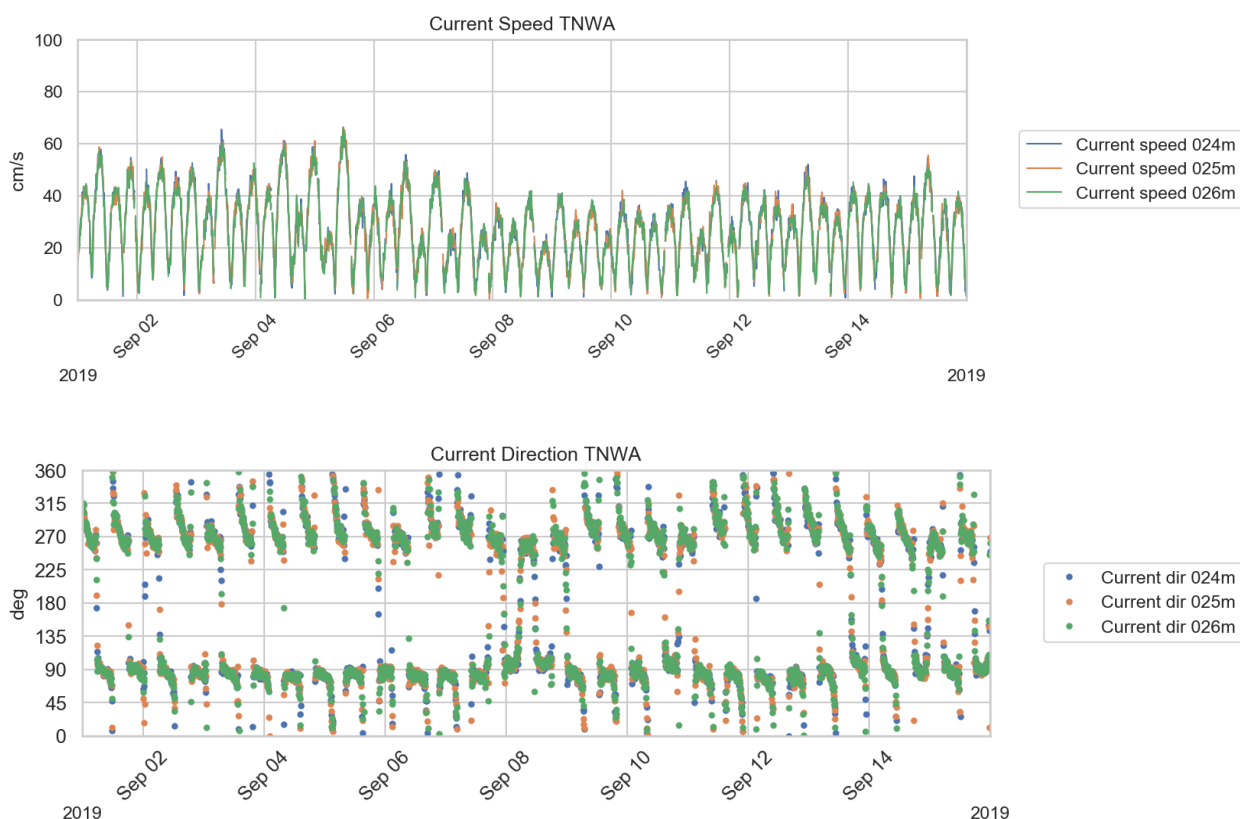 Current Speed TNWA
100
80
60
40
20
0
cm/s
Sep 02
Sep 04
Sep 06
Sep 08
Sep 10
Sep 12
Sep 14
2019
2019
Current speed 024m
Current speed 025m
Current speed 026m
Current Direction TNWA
360
315
270
225
180
135
90
45
0
deg
Sep 02
Sep 04
Sep 06
Sep 08
Sep 10
Sep 12
Sep 14
2019
2019
Current dir 024m
Current dir 025m
Current dir 026m